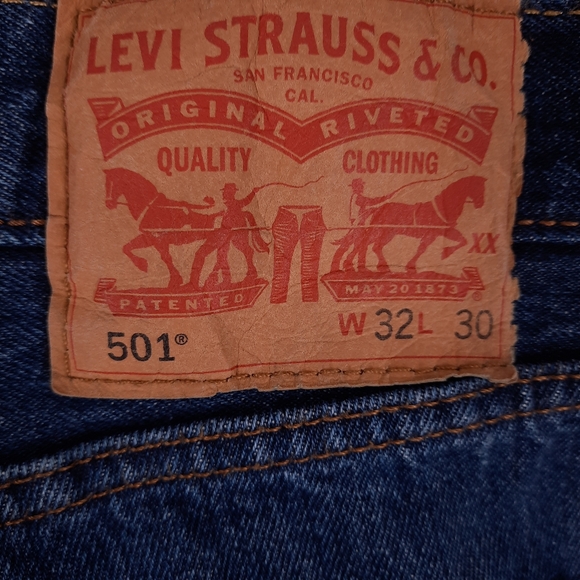 LEVI STRAUSS & CO.
SAN FRANCISCO
CAL.
ORIGINAL RIVETED
QUALITY CLOTHING
XX
PATENTED MAY 20 1873 ®
501® W 32 L 30